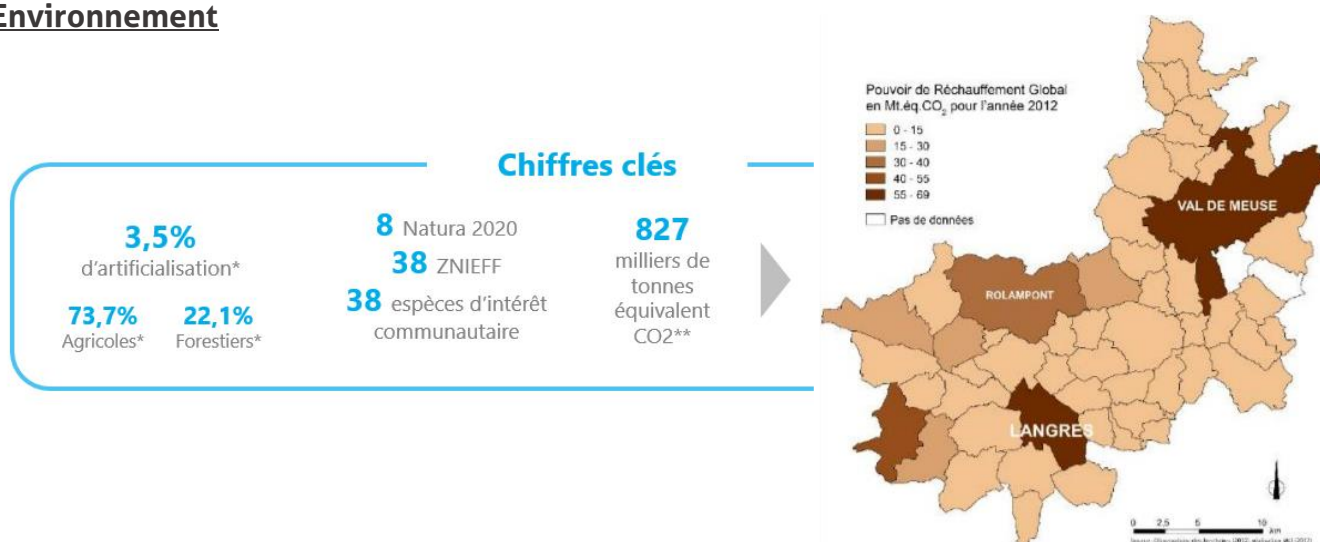 Environnement
Chiffres clés
3,5%
d'artificialisation*
73,7%
Agricoles*
22,1%
Forestiers*
8 Natura 2020
38 ZNIEFF
38 espèces d'intérêt
communautaire
827
milliers de
tonnes
équivalent
CO2**
Pouvoir de Réchauffement Global
en Mt.éq.CO₂ pour l'année 2012
0 - 15
15 - 30
30 - 40
40 - 55
55 - 69
Pas de données
VAL DE MEUSE
ROLAMPONT
LANGRES
0 2,5 5 10
km